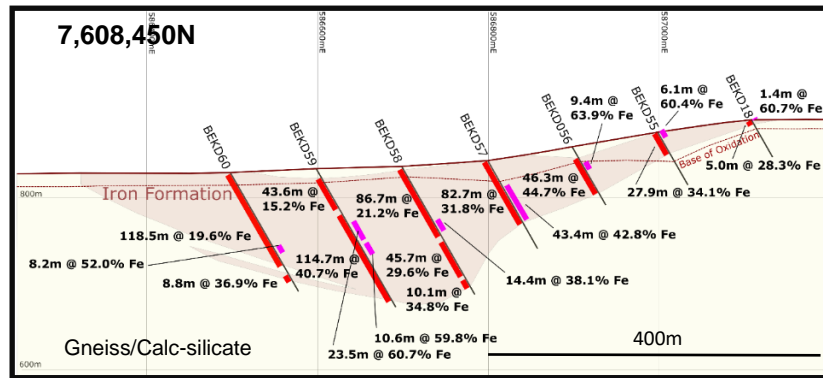 586400mE
586600mE
586800mE
587000mE
7,608,450N
BEKD60
BEKD59
BEKD58
BEKD57
BEKD056
BEKD55
BEKD18
9.4m @
63.9% Fe
6.1m @
60.4% Fe
1.4m @
60.7% Fe
Base of Oxidation
5.0m @ 28.3% Fe
800m
Iron Formation
43.6m @
15.2% Fe
86.7m @
21.2% Fe
82.7m @
31.8% Fe
46.3m @
44.7% Fe
27.9m @ 34.1% Fe
118.5m @ 19.6% Fe
43.4m @ 42.8% Fe
8.2m @ 52.0% Fe
114.7m @
40.7% Fe
45.7m @
29.6% Fe
14.4m @ 38.1% Fe
8.8m @ 36.9% Fe
10.1m @
34.8% Fe
10.6m @ 59.8% Fe
23.5m @ 60.7% Fe
Gneiss/Calc-silicate
400m
600m